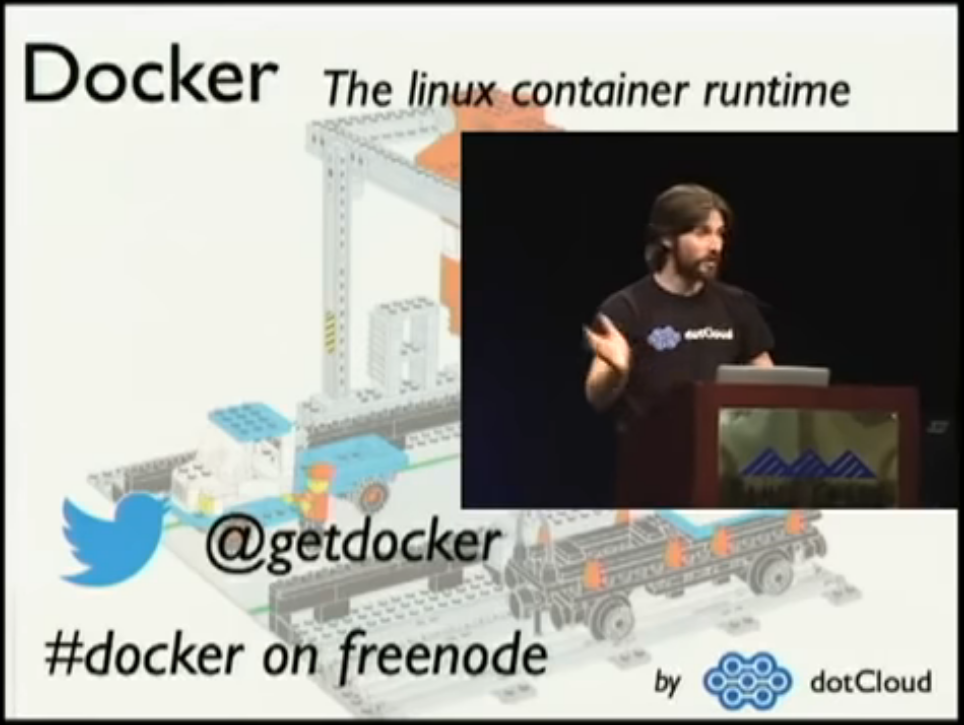 Docker The linux container runtime
dotCloud
@getdocker
#docker on freenode
by dotCloud